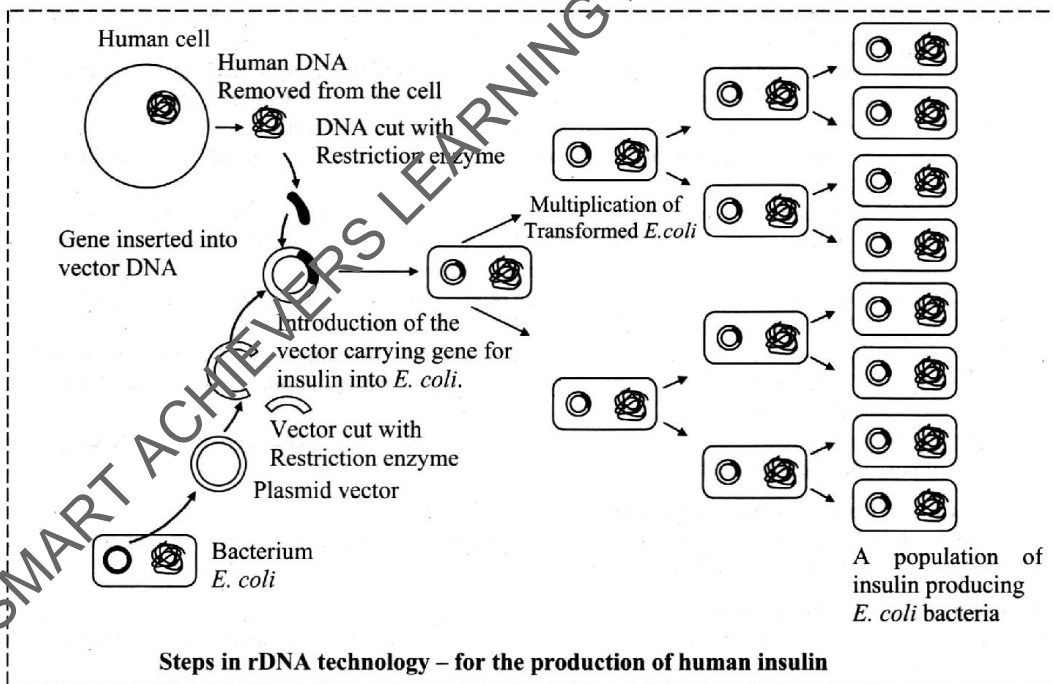 Human cell
Human DNA
Removed from the cell
DNA cut with
Restriction enzyme
Gene inserted into
vector DNA
Introduction of the
vector carrying gene for
insulin into E. coli.
Vector cut with
Restriction enzyme
Plasmid vector
Bacterium
E. coli
Multiplication of
Transformed E.coli
A population of
insulin producing
E. coli bacteria
Steps in rDNA technology – for the production of human insulin
SMART ACHIEVERS LEARNING